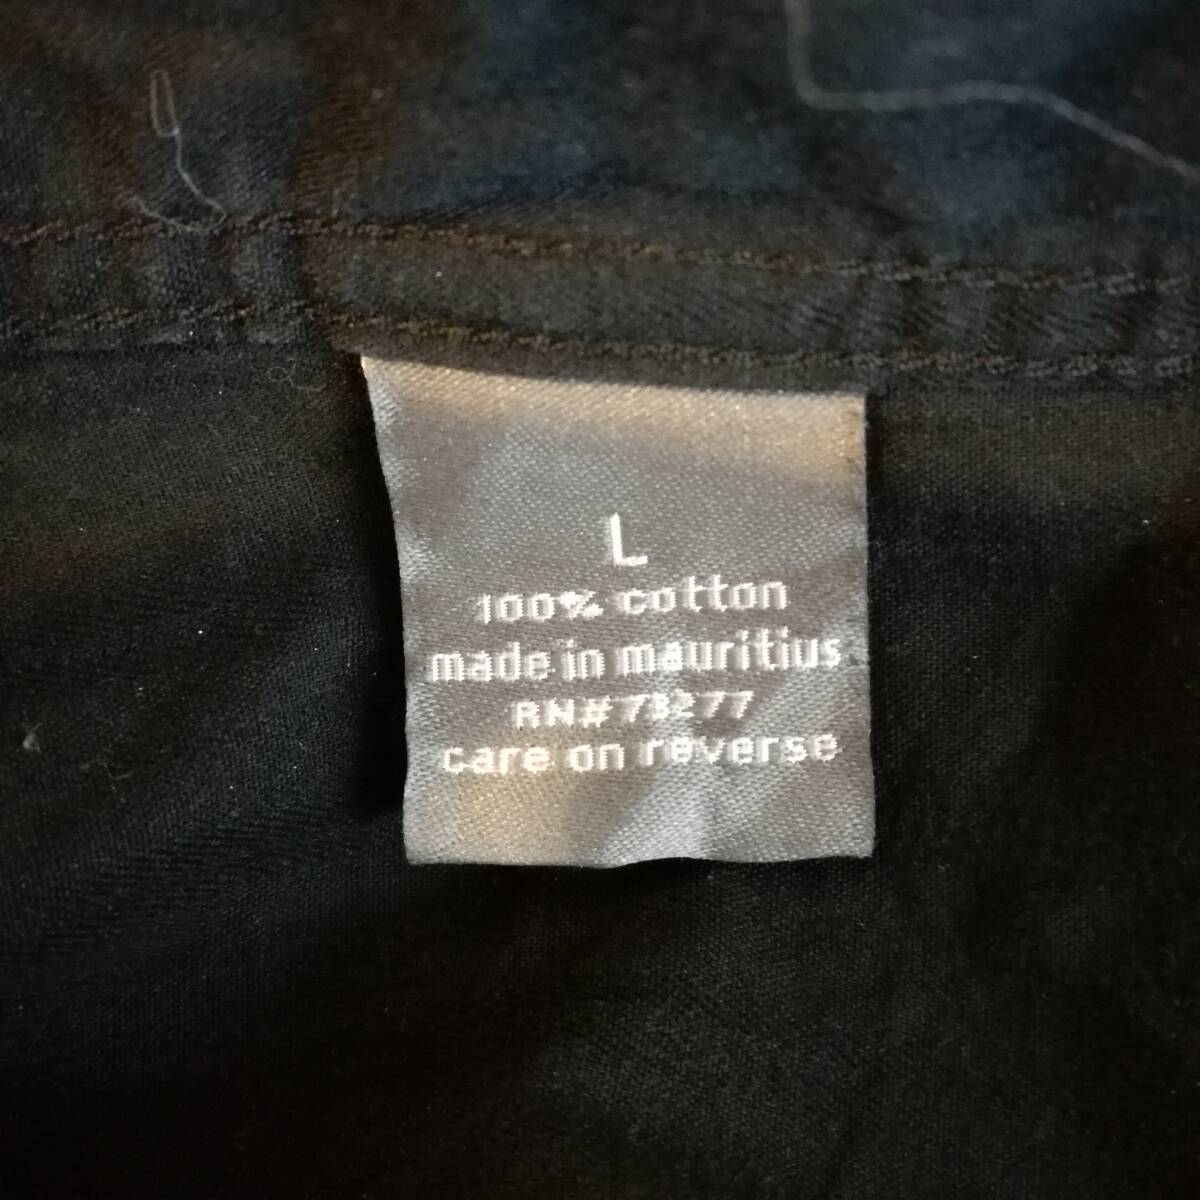 L
100% cotton
made in mauritius
RN#73277
care on reverse